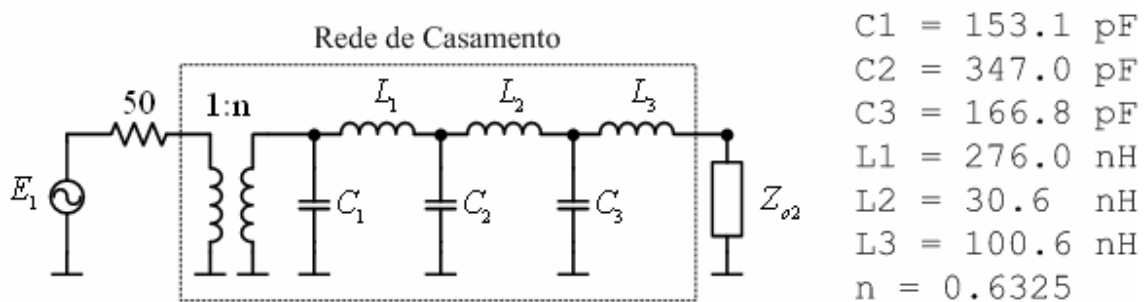 Rede de Casamento
50
1:n
L1
L2
L3
E1
C1
C2
C3
Zo2
C1 = 153.1 pF
C2 = 347.0 pF
C3 = 166.8 pF
L1 = 276.0 nH
L2 = 30.6 nH
L3 = 100.6 nH
n = 0.6325